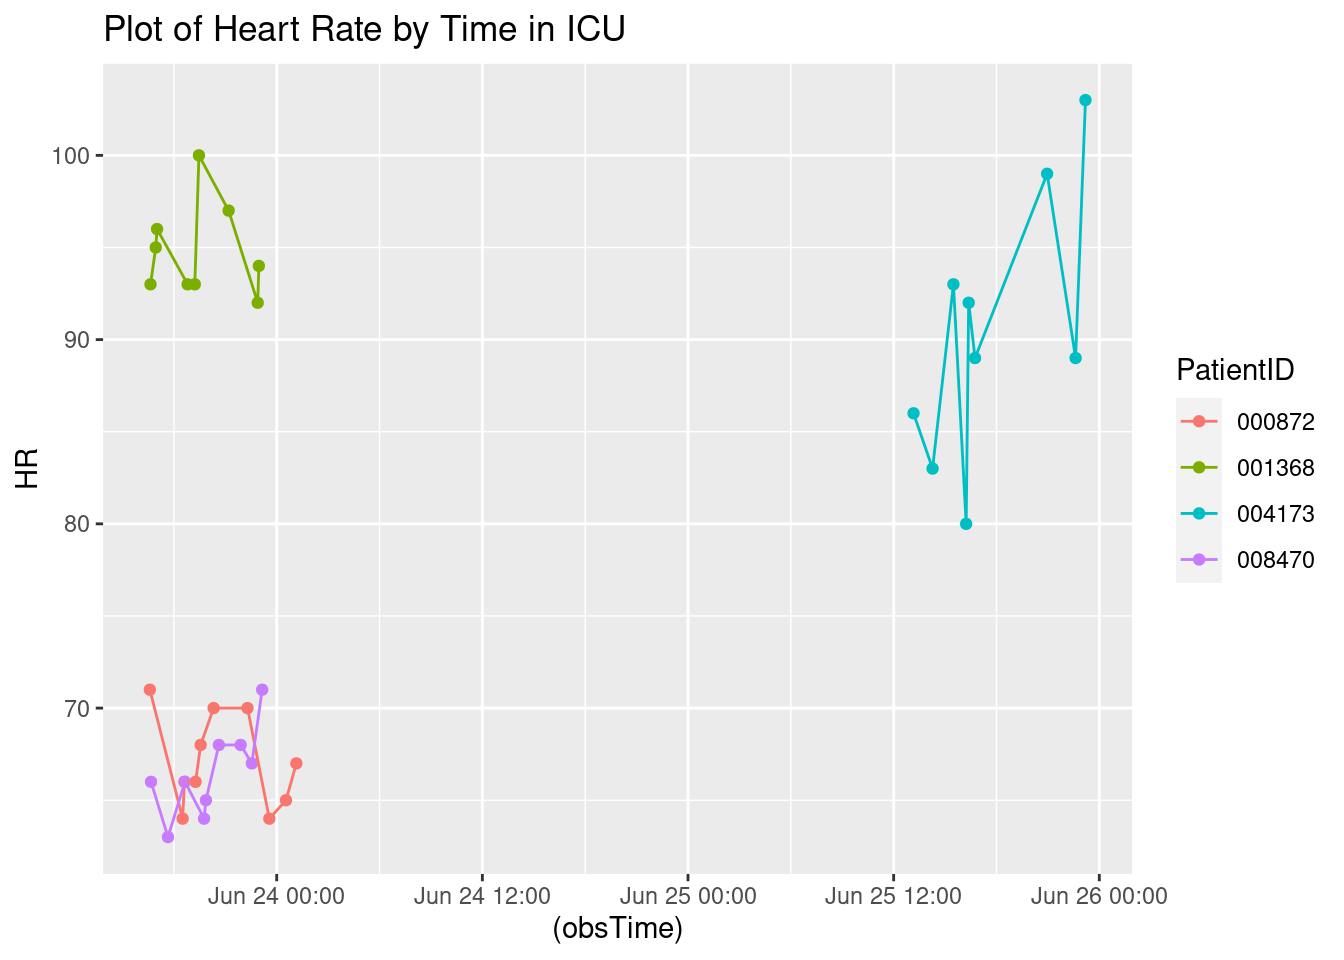 Plot of Heart Rate by Time in ICU
HR
100
90
80
70
Jun 24 00:00
Jun 24 12:00
Jun 25 00:00
Jun 25 12:00
Jun 26 00:00
(obsTime)
PatientID
000872
001368
004173
008470